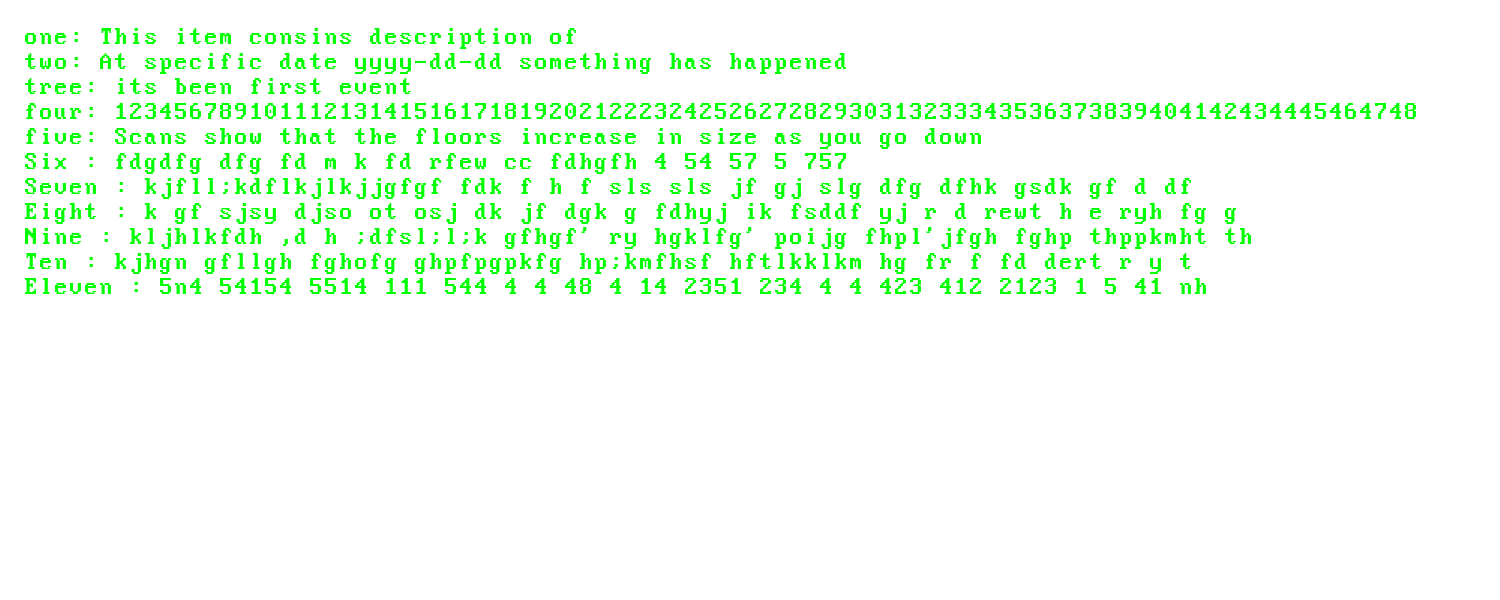 one: This item consins description of
two: At specific date yyyy-dd-dd something has happened
tree: its been first event
four: 123456789101112131415161718192021222324252627282930313233343536373839404142434445464748
five: Scans show that the floors increase in size as you go down
Six : fdgdfg dfg fd m k fd rfew cc fdhgfh 4 54 57 5 757
Seven : kjfll;kdflkjlkjjgfgf fdk f h f sls sls jf gj slg dfg dfhk gsdk gf d df
Eight : k gf sjsy djso ot osj dk jf dgk g fdhyj ik fsddf yj r d rewt h e ryh fg g
Nine : kljhlkfdh ,d h ;dfsl;l;k gfhgf' ry hgklfg' poijg fhpl'jfgh fghp thppkmht th
Ten : kjhgn gfllgh fghofg ghpfpgpkfg hp;kmfhsf hftlkklkm hg fr f fd dert r y t
Eleven : 5n4 54154 5514 111 544 4 4 48 4 14 2351 234 4 4 423 412 2123 1 5 41 nh